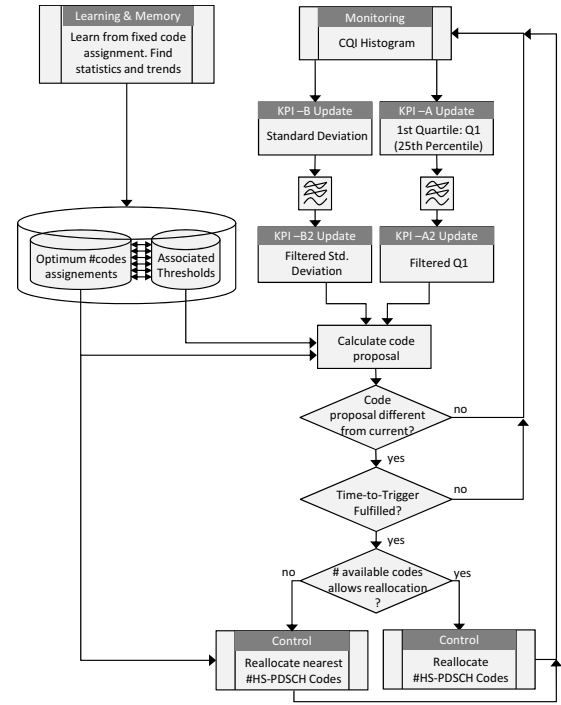 Learning & Memory
Learn from fixed code
assignment. Find
statistics and trends
Monitoring
CQI Histogram
KPI –B Update
Standard Deviation
KPI –A Update
1st Quartile: Q1
(25th Percentile)
KPI –B2 Update
Filtered Std.
Deviation
KPI –A2 Update
Filtered Q1
Optimum #codes
assignements
Associated
Thresholds
Calculate code
proposal
Code
proposal different
from current?
no
yes
Time-to-Trigger
Fulfilled?
no
yes
# available codes
allows reallocation
?
no
yes
Control
Reallocate nearest
#HS-PDSCH Codes
Control
Reallocate
#HS-PDSCH Codes